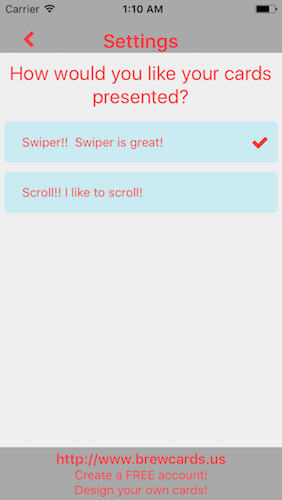 Carrier 1:10 AM
Settings
How would you like your cards
presented?
Swiper!!  Swiper is great!
Scroll!! I like to scroll!
http://www.brewcards.us
Create a FREE account!
Design your own cards!